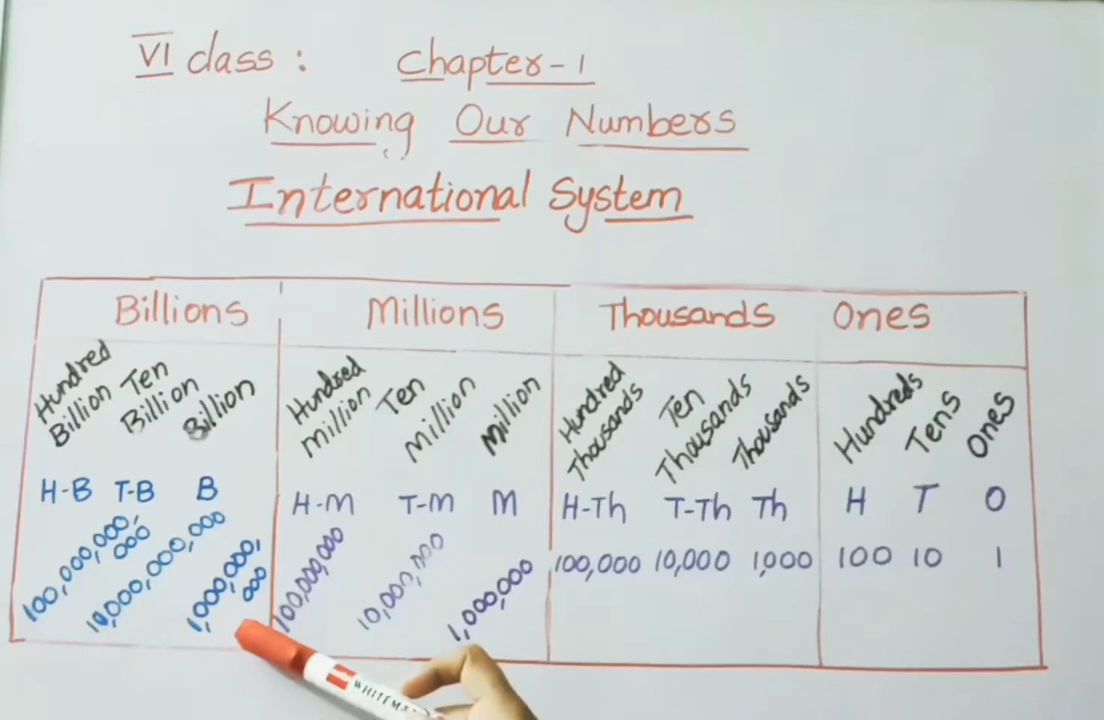 VI class : Chapter-1
Knowing Our Numbers
International System
Billions Millions Thousands Ones
Hundred Billion Ten Billion Billion Hundred Million Ten Million Million Hundred Thousands Ten Thousands Thousands Hundreds Tens Ones
H-B T-B B H-M T-M M H-Th T-Th Th H T O
100,000,000,000 10,000,000,000 1,000,000,000 100,000,000 10,000,000 1,000,000 100,000 10,000 1,000 100 10 1